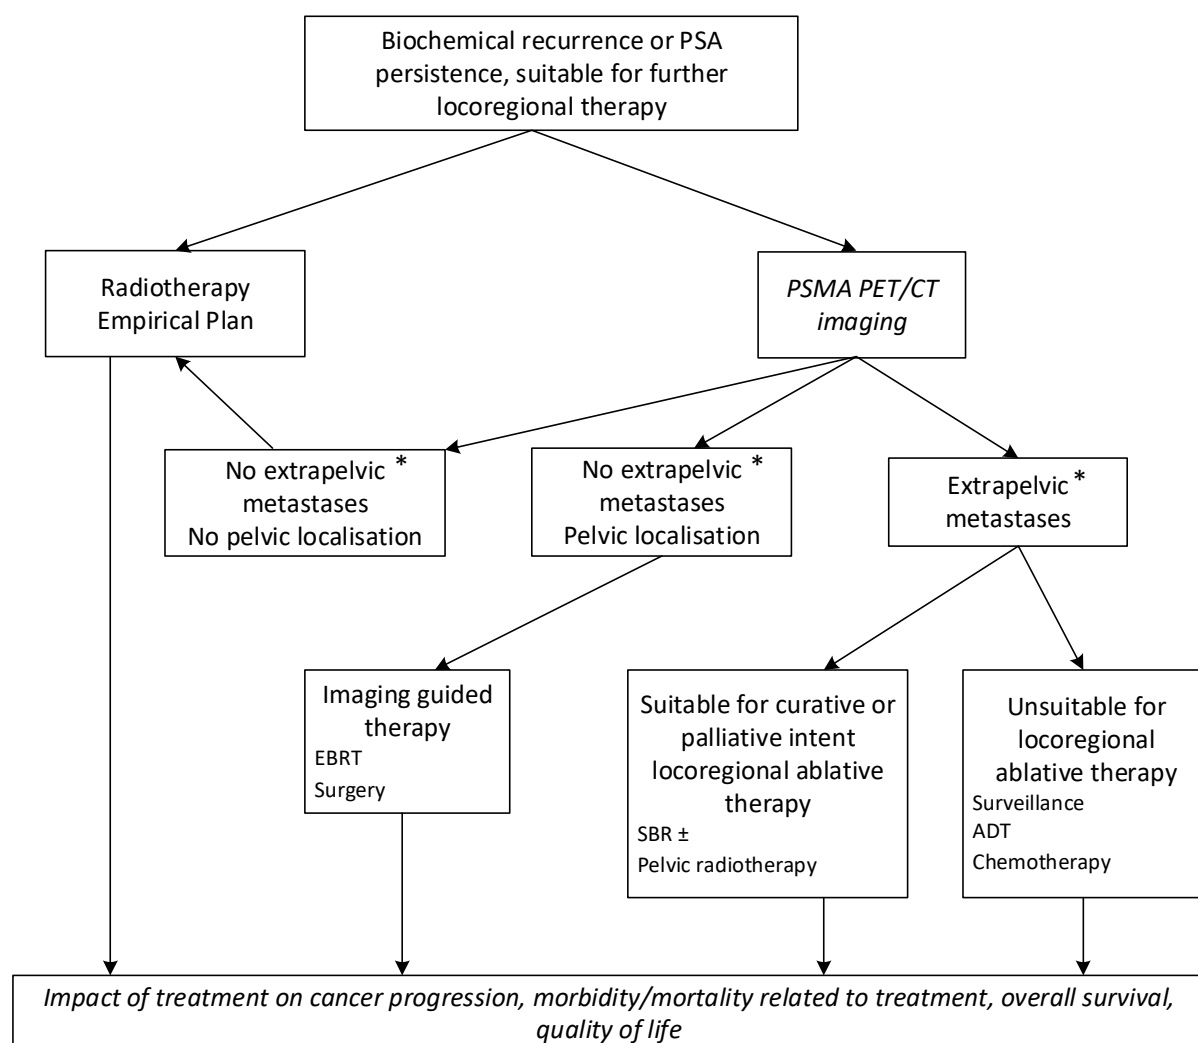 Biochemical recurrence or PSA
persistence, suitable for further
locoregional therapy
Radiotherapy
Empirical Plan
PSMA PET/CT
imaging
No extrapelvic *
metastases
No pelvic localisation
No extrapelvic *
metastases
Pelvic localisation
Extrapelvic *
metastases
Imaging guided
therapy
EBRT
Surgery
Suitable for curative or
palliative intent
locoregional ablative
therapy
SBR ±
Pelvic radiotherapy
Unsuitable for
locoregional
ablative therapy
Surveillance
ADT
Chemotherapy
Impact of treatment on cancer progression, morbidity/mortality related to treatment, overall survival,
quality of life